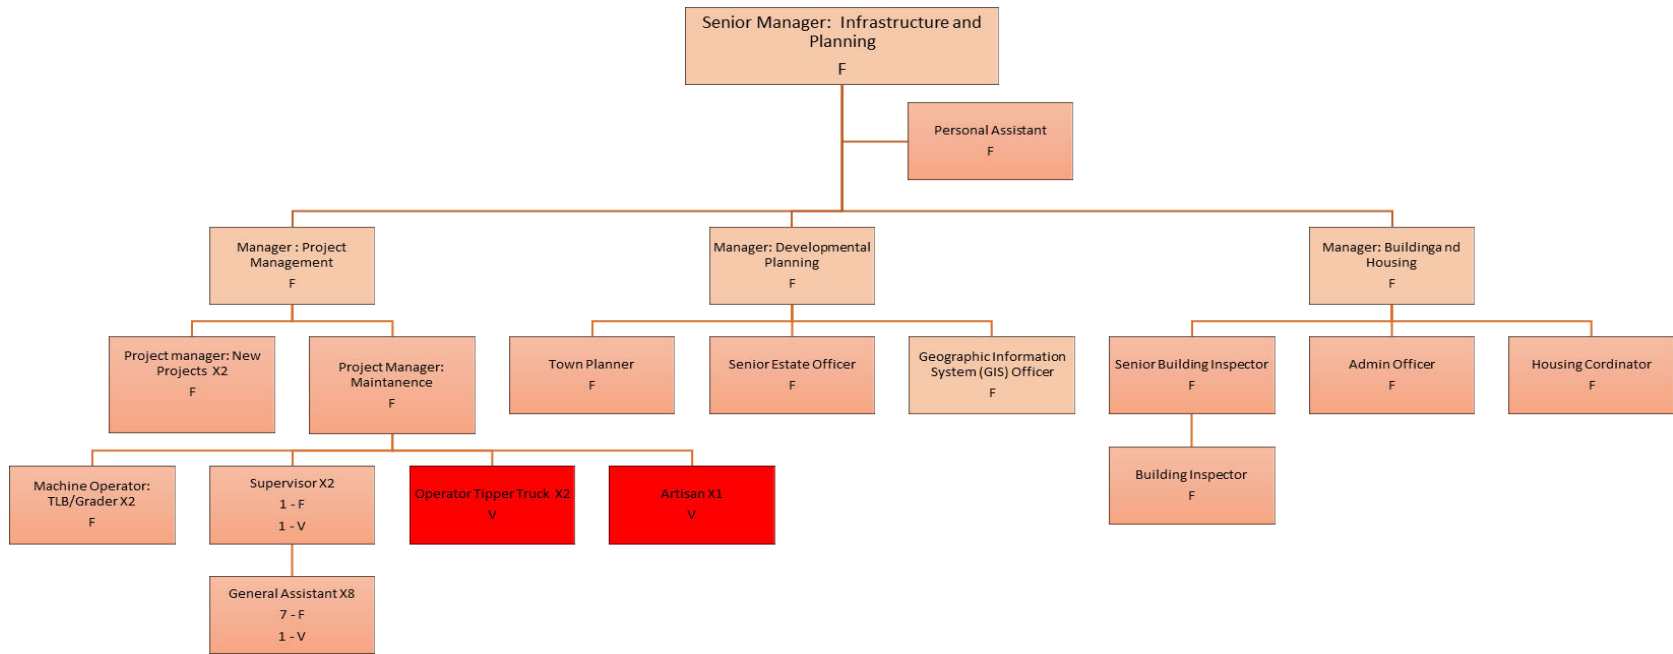 Senior Manager: Infrastructure and
Planning
F
Personal Assistant
F
Manager : Project
Management
F
Manager: Developmental
Planning
F
Manager: Buildinga nd
Housing
F
Project manager: New
Projects X2
F
Project Manager:
Maintanence
F
Town Planner
F
Senior Estate Officer
F
Geographic Information
System (GIS) Officer
F
Senior Building Inspector
F
Admin Officer
F
Housing Cordinator
F
Machine Operator:
TLB/Grader X2
F
Supervisor X2
1 - F
1 - V
Operator Tipper Truck X2
V
Artisan X1
V
Building Inspector
F
General Assistant X8
7 - F
1 - V